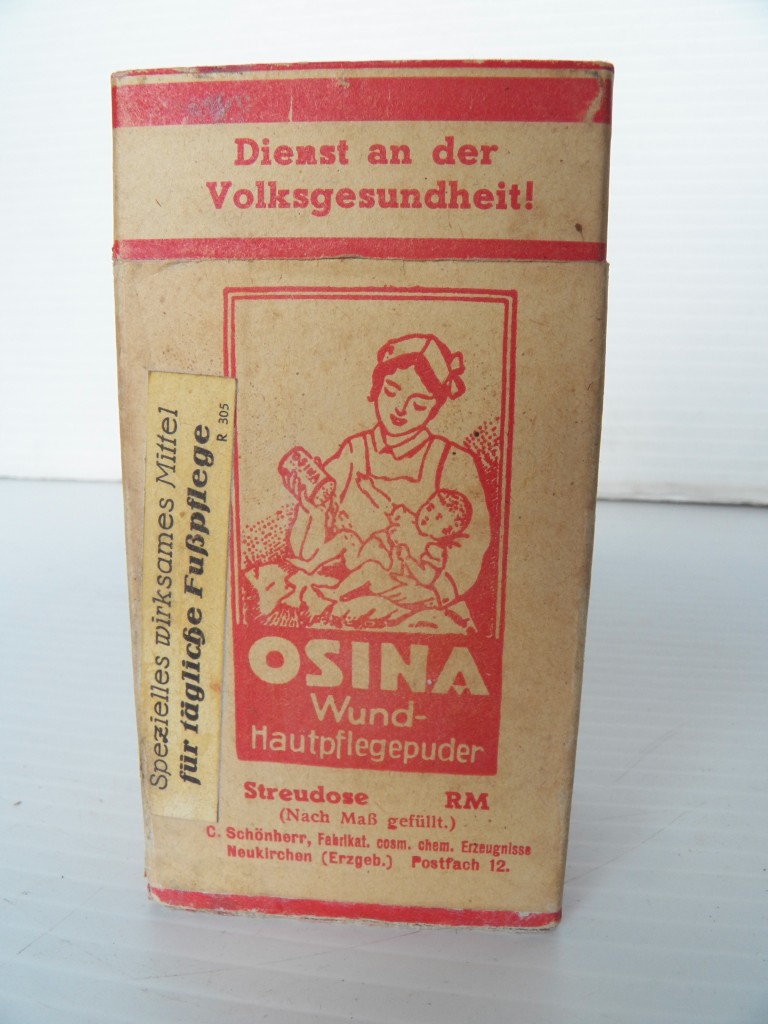 Dienst an der
Volksgesundheit!
OSINA
Spezielles wirksames Mittel
für tägliche Fußpflege
R 305
OSINA
Wund-
Hautpflegepuder
Streudose RM
(Nach Maß gefüllt.)
C. Schönherr, Fabrikat. cosm. chem. Erzeugnisse
Neukirchen (Erzgeb.) Postfach 12.